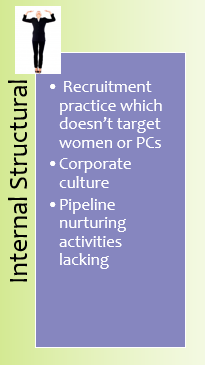 Internal Structural
• Recruitment
practice which
doesn't target
women or PCs
• Corporate
culture
• Pipeline
nurturing
activities
lacking